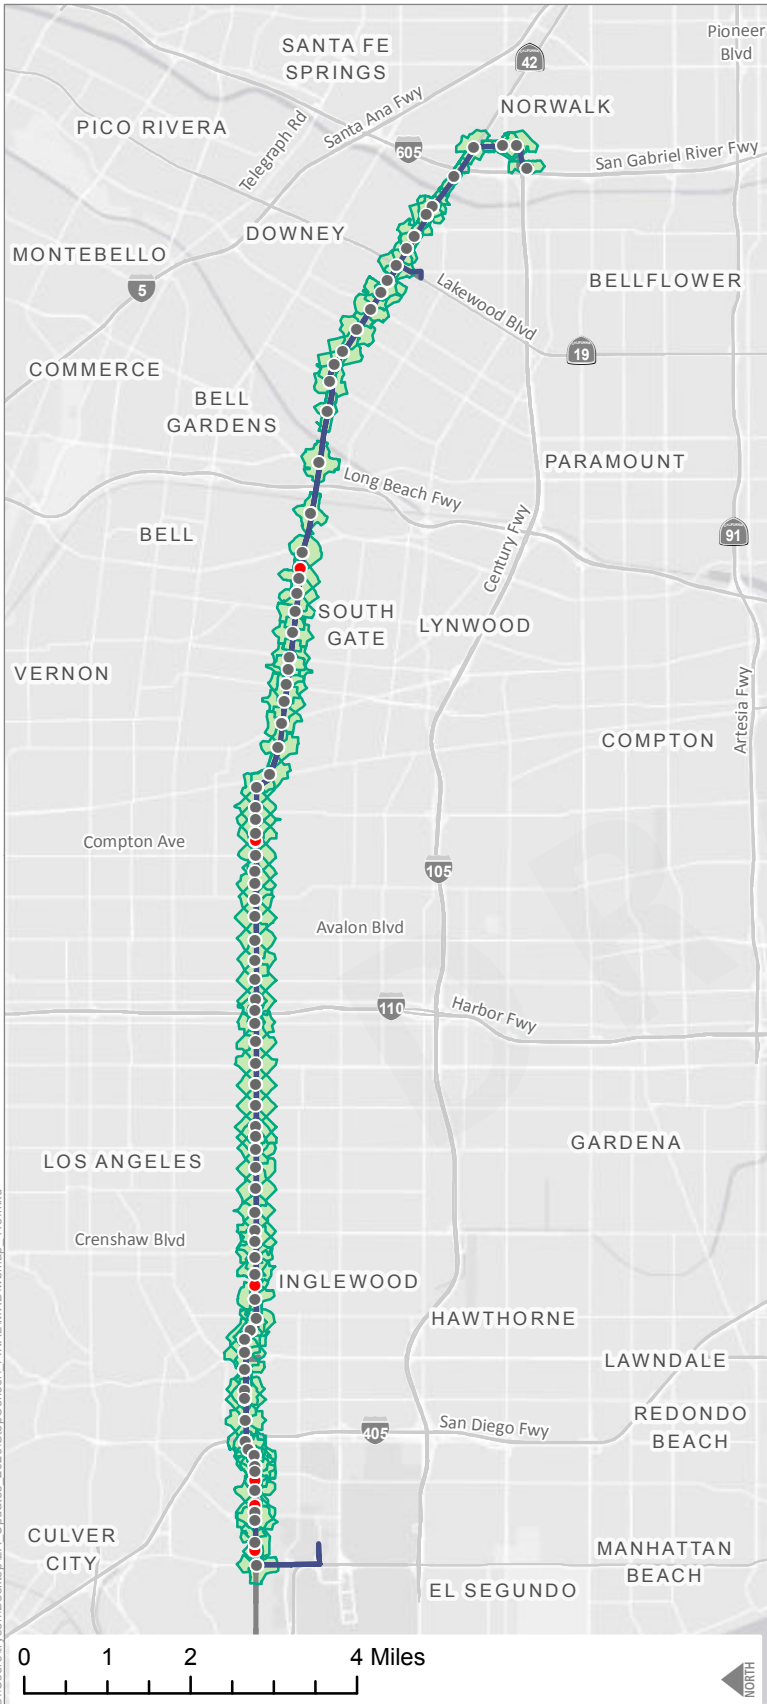 Pioneer
Blvd
SANTA FE
SPRINGS
42
NORWALK
PICO RIVERA
Telegraph Rd
Santa Ana Fwy
605
San Gabriel River Fwy
DOWNEY
MONTEBELLO
5
BELLFLOWER
Lakewood Blvd
19
COMMERCE
BELL
GARDENS
PARAMOUNT
Long Beach Fwy
BELL
Century Fwy
91
SOUTH
GATE
LYNWOOD
VERNON
Artesia Fwy
COMPTON
Compton Ave
105
Avalon Blvd
110
Harbor Fwy
GARDENA
LOS ANGELES
Crenshaw Blvd
INGLEWOOD
HAWTHORNE
LAWNDALE
REDONDO
BEACH
405
San Diego Fwy
CULVER
CITY
MANHATTAN
BEACH
EL SEGUNDO
0 1 2 4 Miles
NORTH